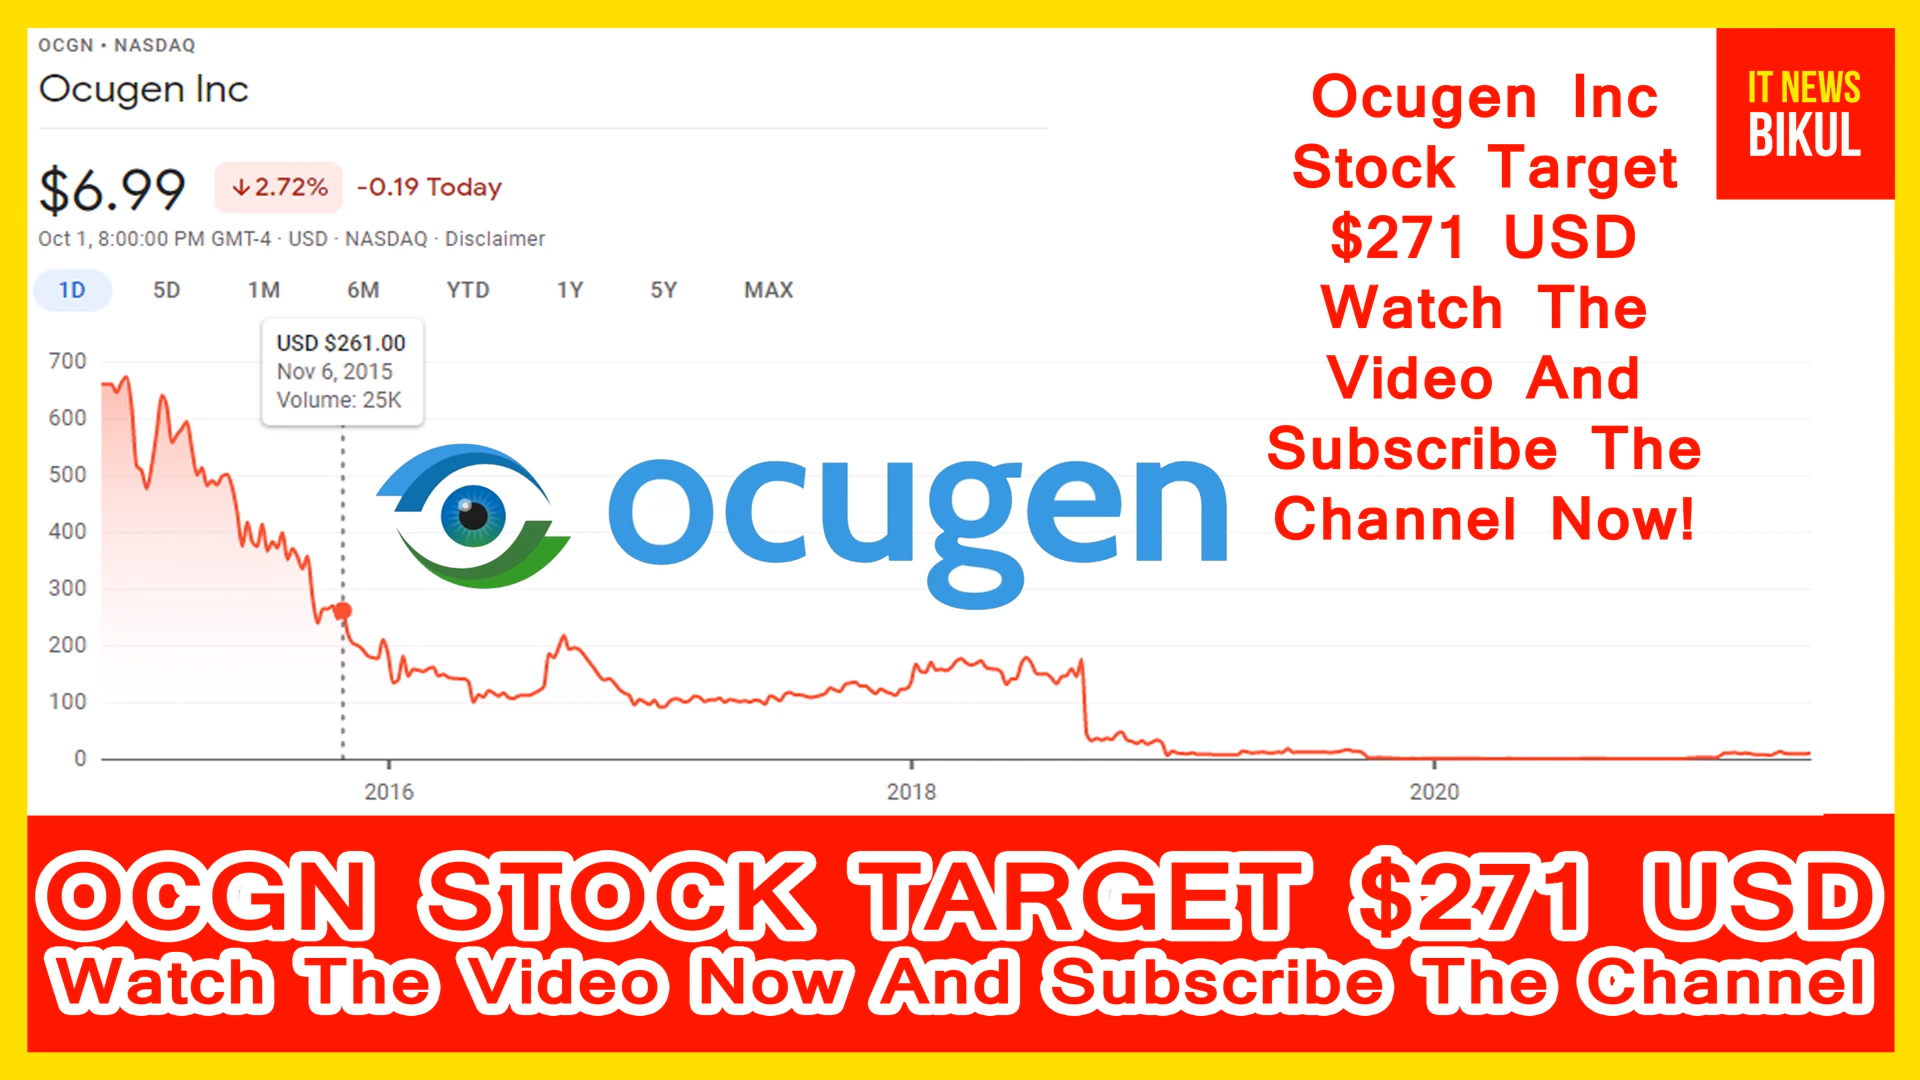 OCGN • NASDAQ
Ocugen Inc
$6.99 ↓2.72% -0.19 Today
Oct 1, 8:00:00 PM GMT-4 · USD · NASDAQ · Disclaimer
1D 5D 1M 6M YTD 1Y 5Y MAX
USD $261.00
Nov 6, 2015
Volume: 25K
700
600
500
400
300
200
100
0
2016 2018 2020
ocugen
Ocugen Inc
Stock Target
$271 USD
Watch The
Video And
Subscribe The
Channel Now!
IT NEWS
BIKUL
OCGN STOCK TARGET $271 USD
Watch The Video Now And Subscribe The Channel